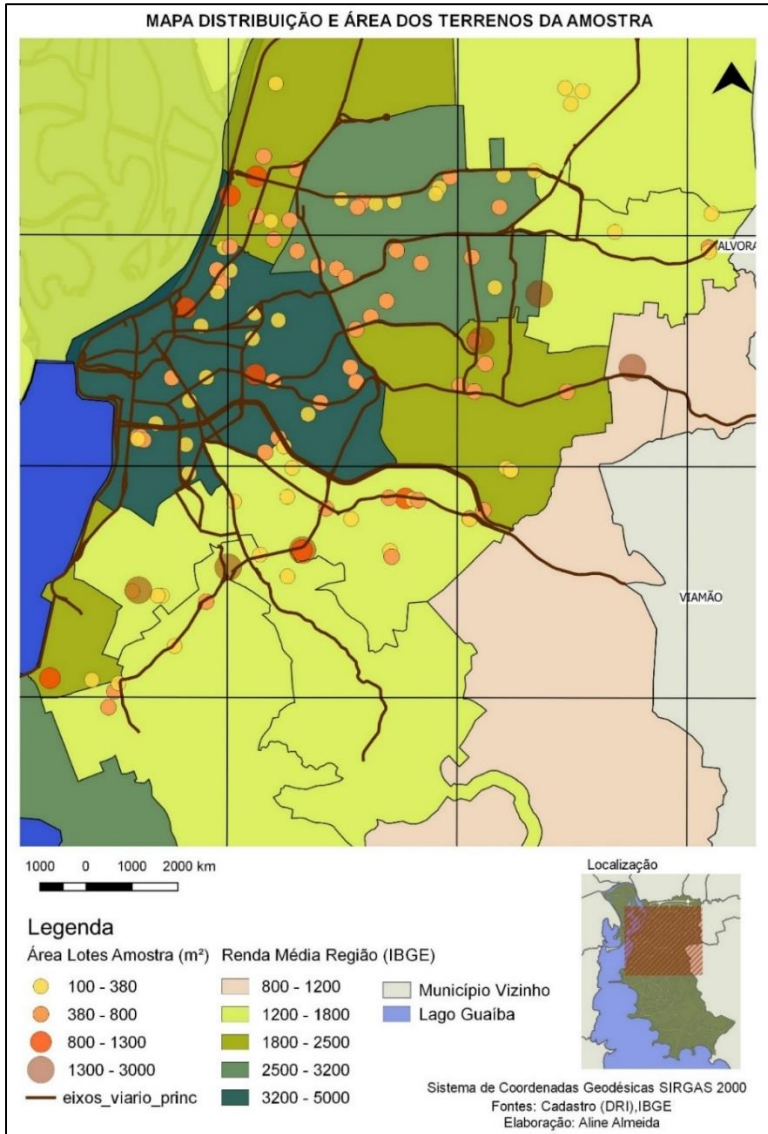 MAPA DISTRIBUIÇÃO E ÁREA DOS TERRENOS DA AMOSTRA
ALVORA
VIAMÃO
1000 0 1000 2000 km
Localização
Legenda
Área Lotes Amostra (m²)
100 - 380
380 - 800
800 - 1300
1300 - 3000
eixos_viario_princ
Renda Média Região (IBGE)
800 - 1200
1200 - 1800
1800 - 2500
2500 - 3200
3200 - 5000
Município Vizinho
Lago Guaíba
Sistema de Coordenadas Geodésicas SIRGAS 2000
Fontes: Cadastro (DRI),IBGE
Elaboração: Aline Almeida